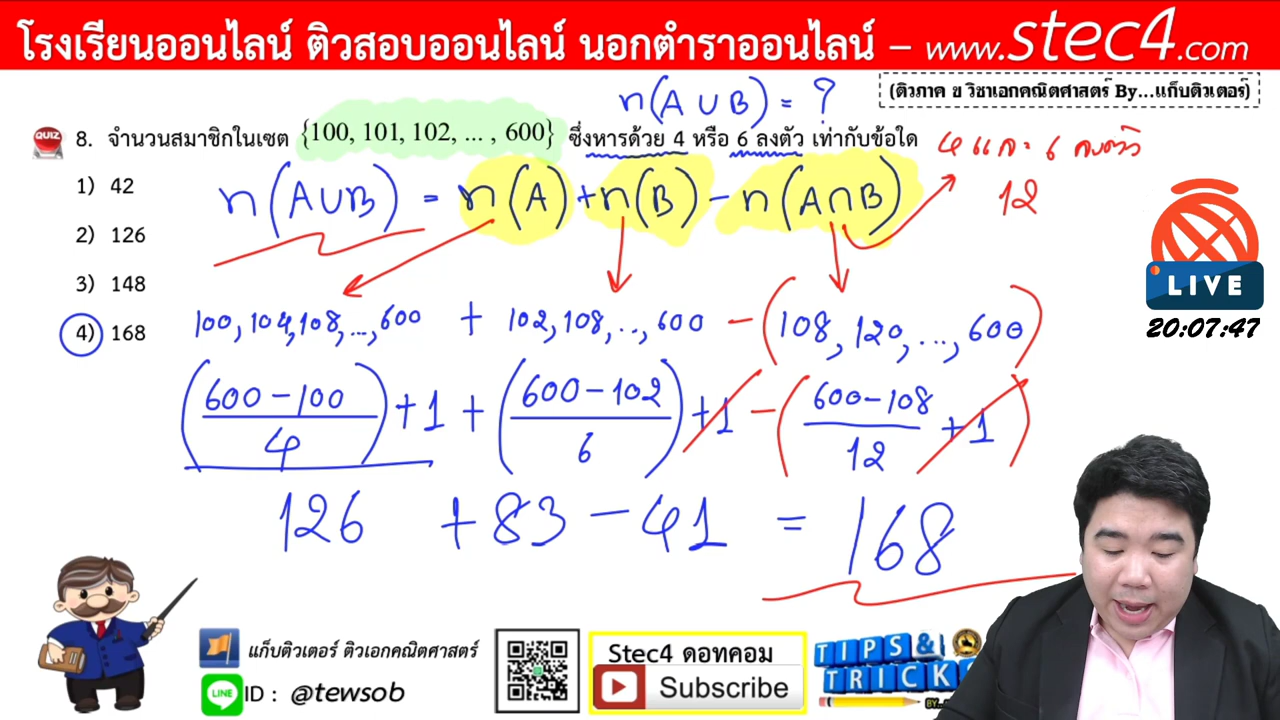 โรงเรียนออนไลน์ ติวสอบออนไลน์ นอกตำราออนไลน์ – www.stec4.com
n(A∪B) = ?
(ติวภาค ข วิชาเอกคณิตศาสตร์ By...แก็บติวเตอร์)
QUIZ
8. จำนวนสมาชิกในเซต {100, 101, 102, ... , 600} ซึ่งหารด้วย 4 หรือ 6 ลงตัว เท่ากับข้อใด
4 และ 6 ลงตัว
12
1) 42
n(A∪B) = n(A) + n(B) - n(A∩B)
2) 126
3) 148
LIVE
20:07:47
4) 168
100, 104, 108, ..., 600 + 102, 108, .., 600 - (108, 120, ..., 600)
((600-100)/4) + 1 + ((600-102)/6) + 1 - ((600-108)/12 + 1)
126 + 83 - 41 = 168
แก็บติวเตอร์ ติวเอกคณิตศาสตร์
LINE ID : @tewsob
Stec4 ดอทคอม
Subscribe
TIPS &
TRICK